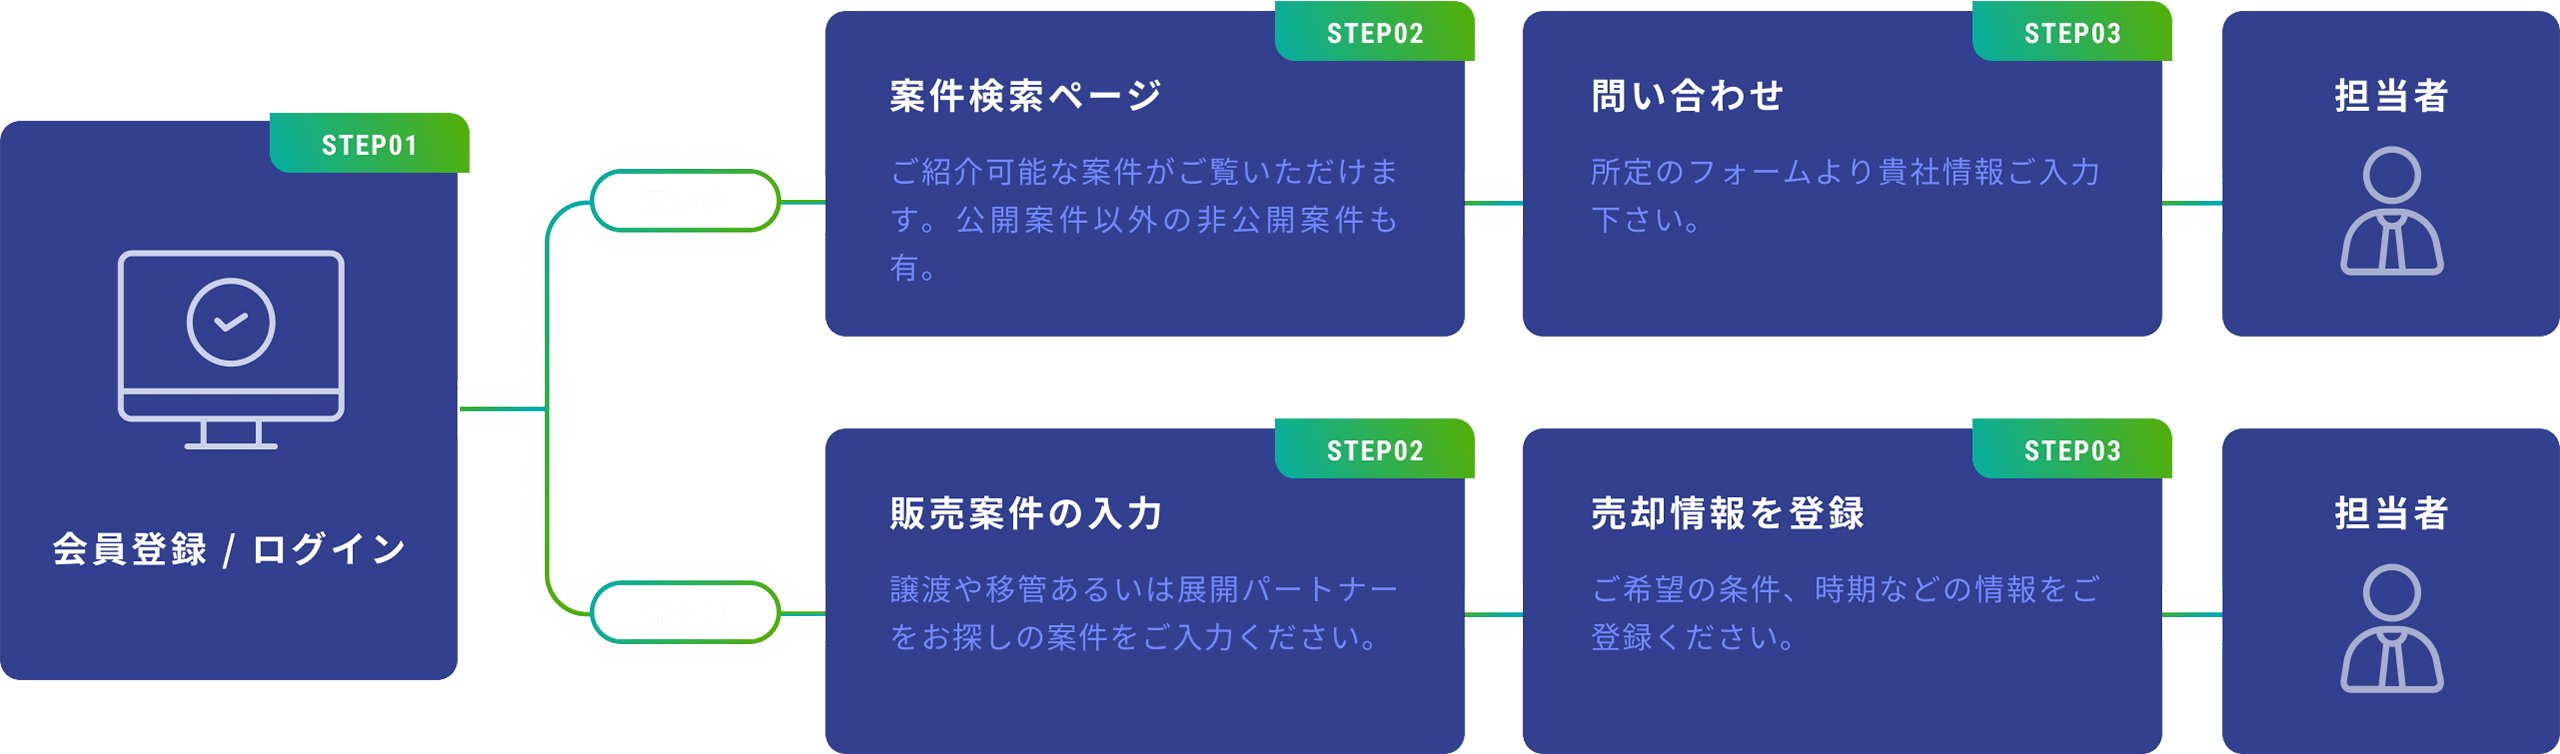 STEP01
会員登録 / ログイン
STEP02
案件検索ページ
ご紹介可能な案件がご覧いただけま
す。公開案件以外の非公開案件も
有。
STEP03
問い合わせ
所定のフォームより貴社情報ご入力
下さい。
担当者
STEP02
販売案件の入力
譲渡や移管あるいは展開パートナー
をお探しの案件をご入力ください。
STEP03
売却情報を登録
ご希望の条件、時期などの情報をご
登録ください。
担当者